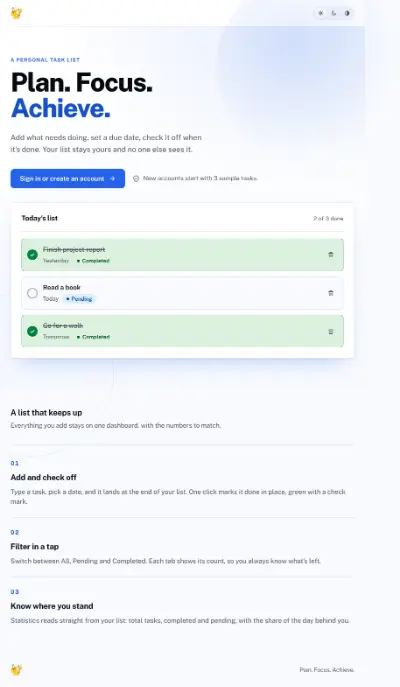 A PERSONAL TASK LIST
Plan. Focus.
Achieve.
Add what needs doing, set a due date, check it off when
it's done. Your list stays yours and no one else sees it.
Sign in or create an account →
New accounts start with 3 sample tasks.
Today's list
2 of 3 done
Finish project report
Yesterday
Completed
Read a book
Today
Pending
Go for a walk
Tomorrow
Completed
A list that keeps up
Everything you add stays on one dashboard, with the numbers to match.
01
Add and check off
Type a task, pick a date, and it lands at the end of your list. One click marks it done in place, green with a check
mark.
02
Filter in a tap
Switch between All, Pending and Completed. Each tab shows its count, so you always know what's left.
03
Know where you stand
Statistics reads straight from your list: total tasks, completed and pending, with the share of the day behind you.
Plan. Focus. Achieve.